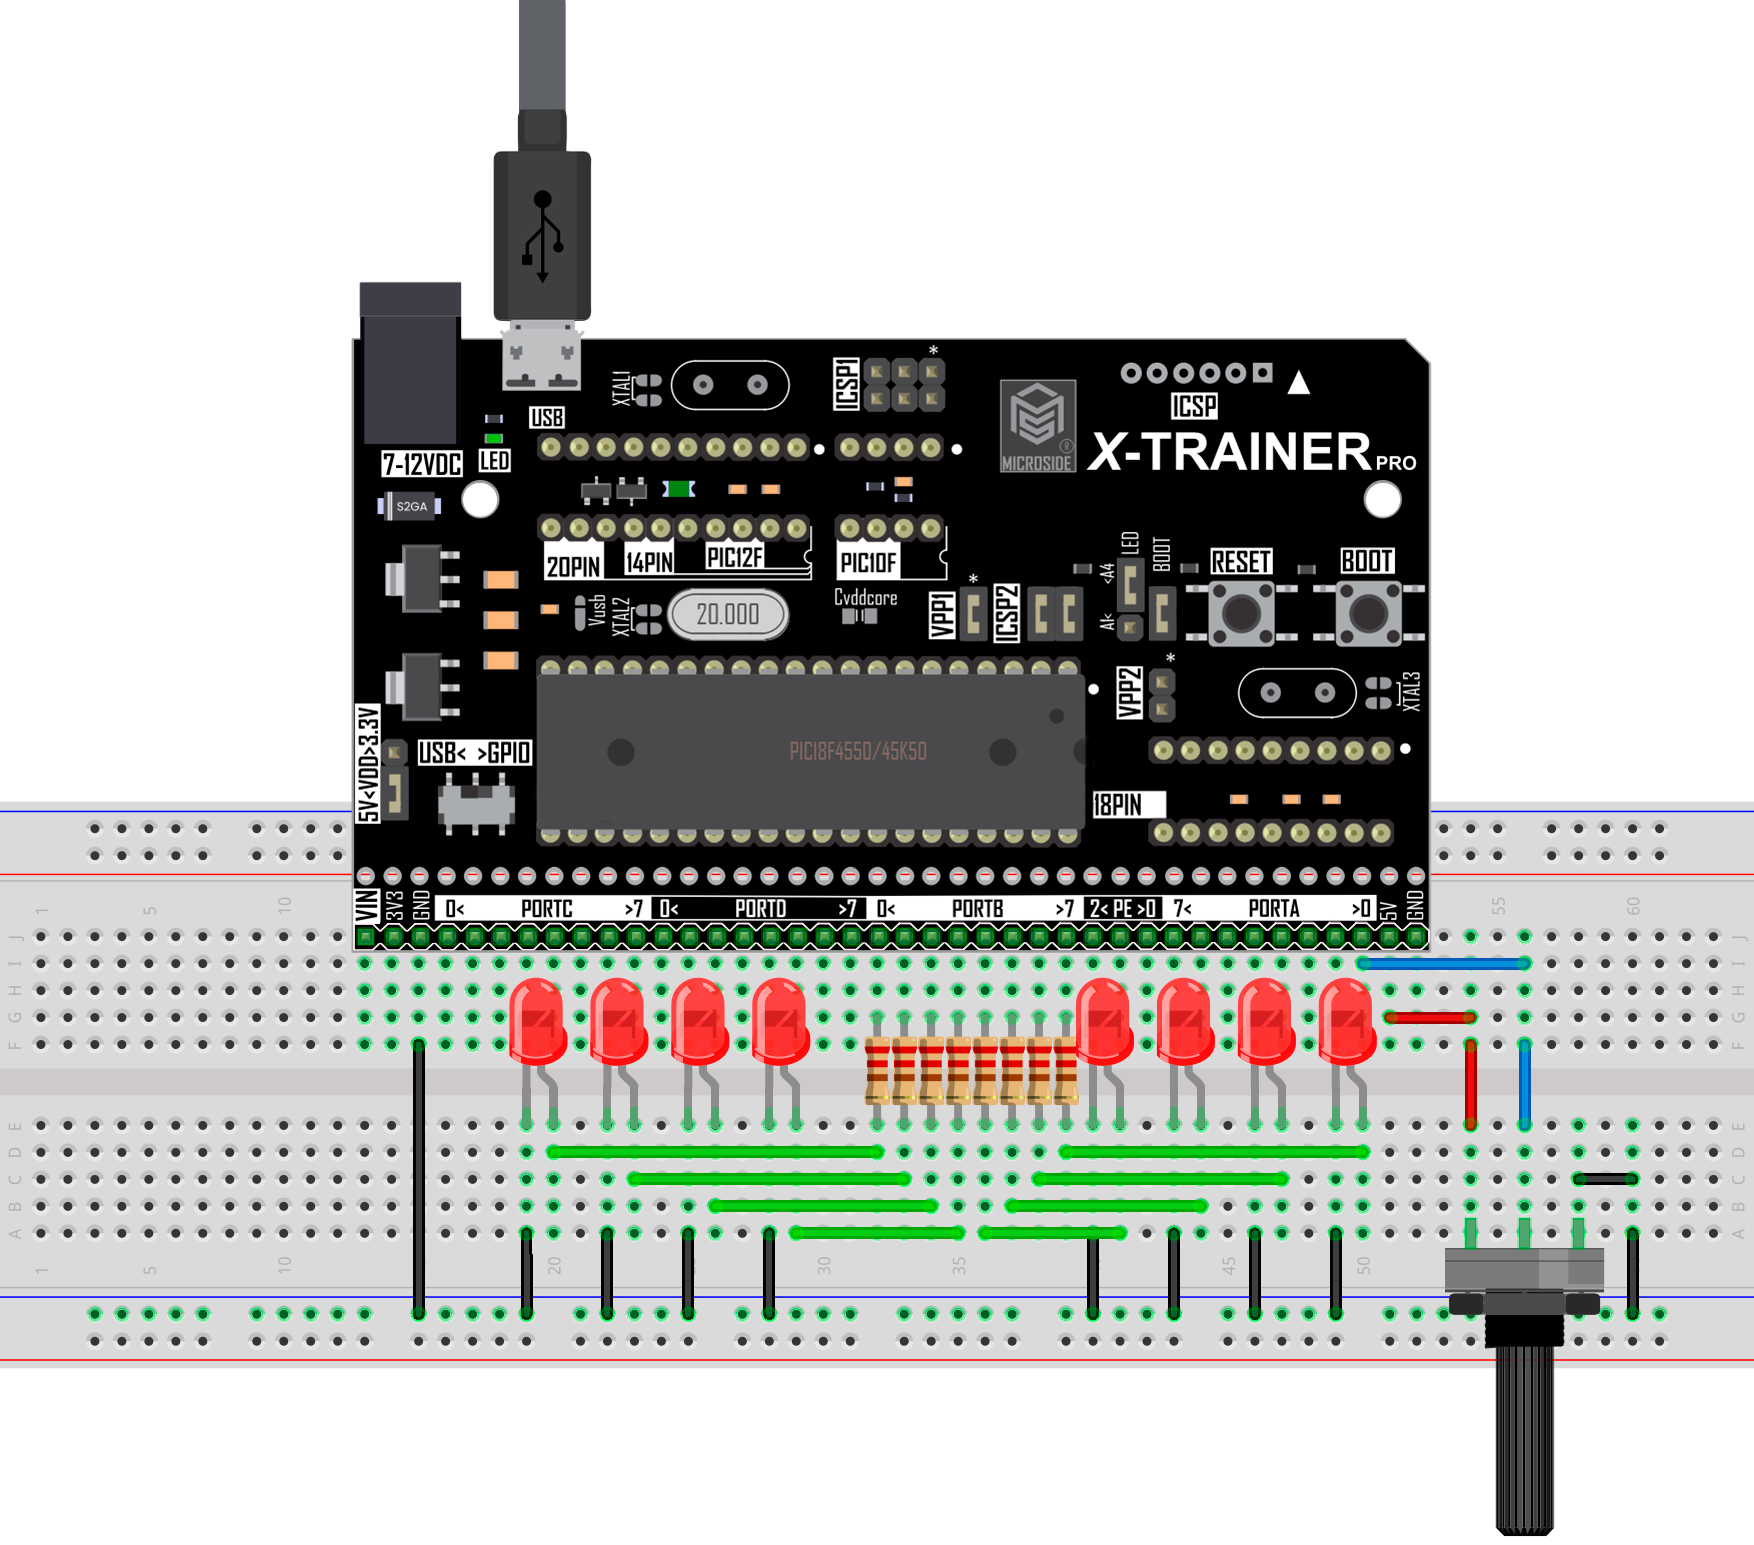 XTAL1
ICSP1
*
ICSP
USB
7-12VDC
LED
MICROSIDE
®
X-TRAINER PRO
S2GA
20PIN
14PIN
PIC12F
PIC10F
LED
<A4
BOOT
RESET
BOOT
Vusb
XTAL2
20.000
Cvddcore
VPP1
*
ICSP2
A<
VPP2
*
XTAL3
5V<VDD>3.3V
USB< >GPIO
PIC18F4550/45K50
18PIN
VIN
3V3
GND
0< PORTC >7
0< PORTD >7
0< PORTB >7
2< PE >0
7< PORTA >0
5V
GND
1 5 10 55 60
J J
I I
H H
G G
F F
E E
D D
C C
B B
A A
1 5 10 20 30 35 45 50